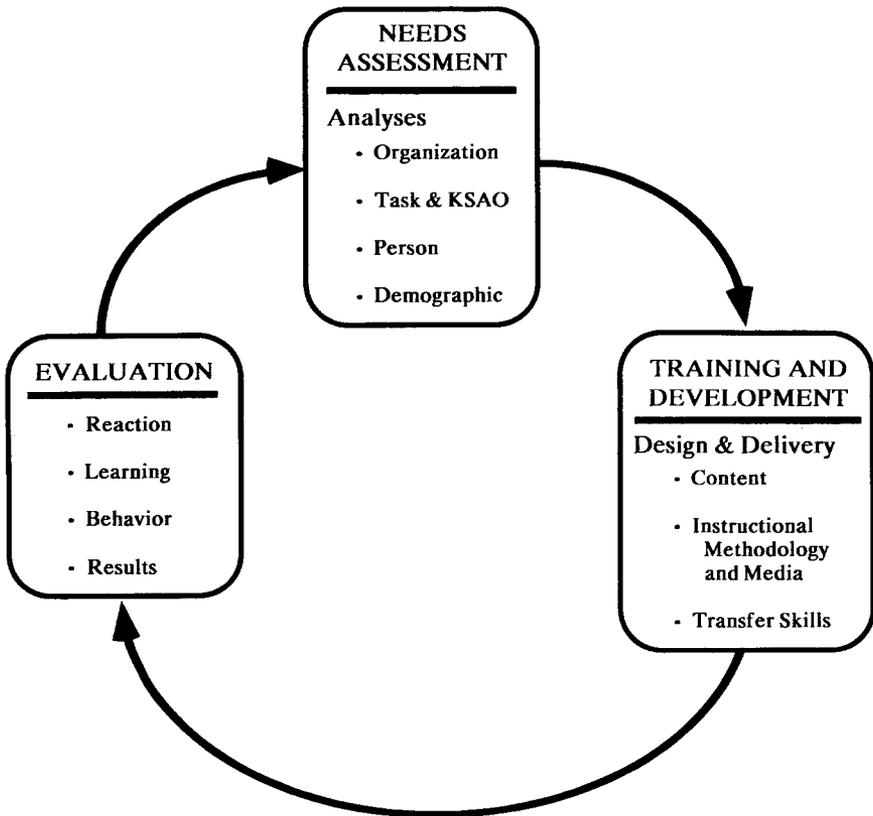 NEEDS
ASSESSMENT
Analyses
· Organization
· Task & KSAO
· Person
· Demographic
TRAINING AND
DEVELOPMENT
Design & Delivery
· Content
· Instructional
Methodology
and Media
· Transfer Skills
EVALUATION
· Reaction
· Learning
· Behavior
· Results